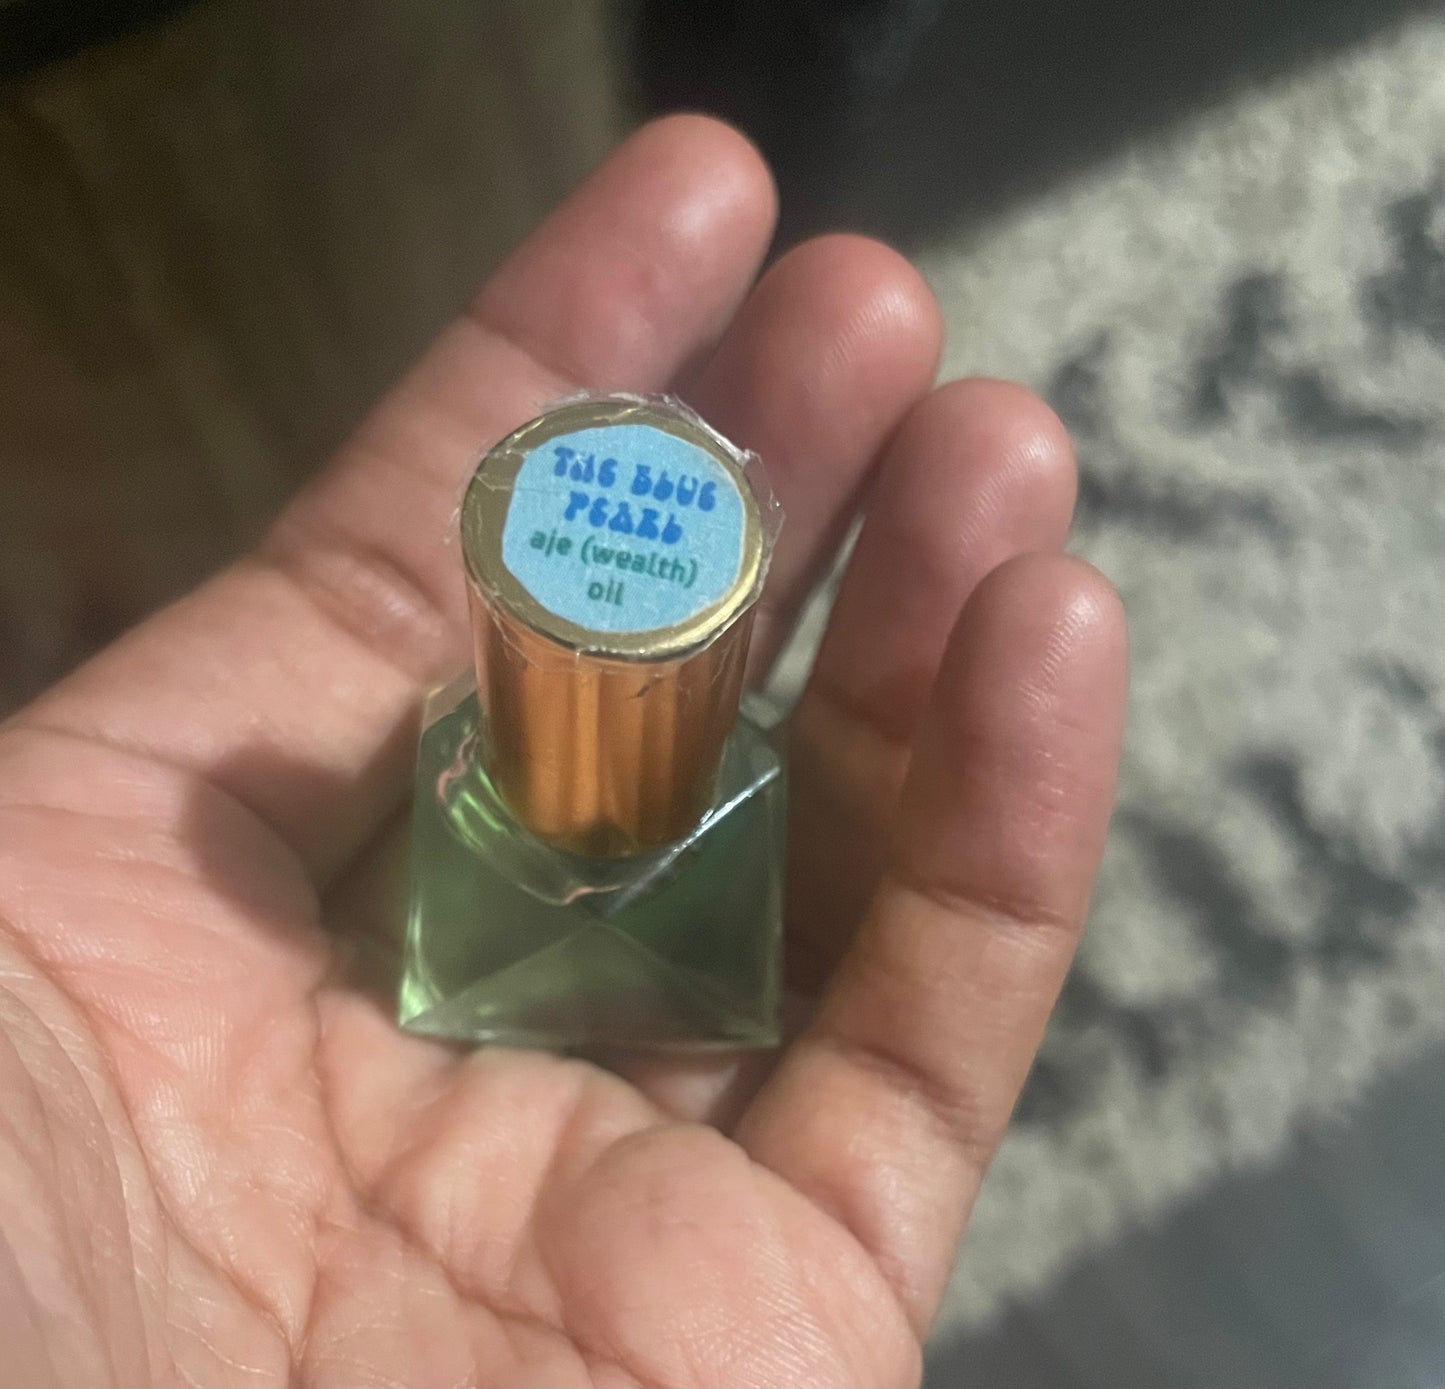 THE BLUE
PEARL
aje (wealth)
oil